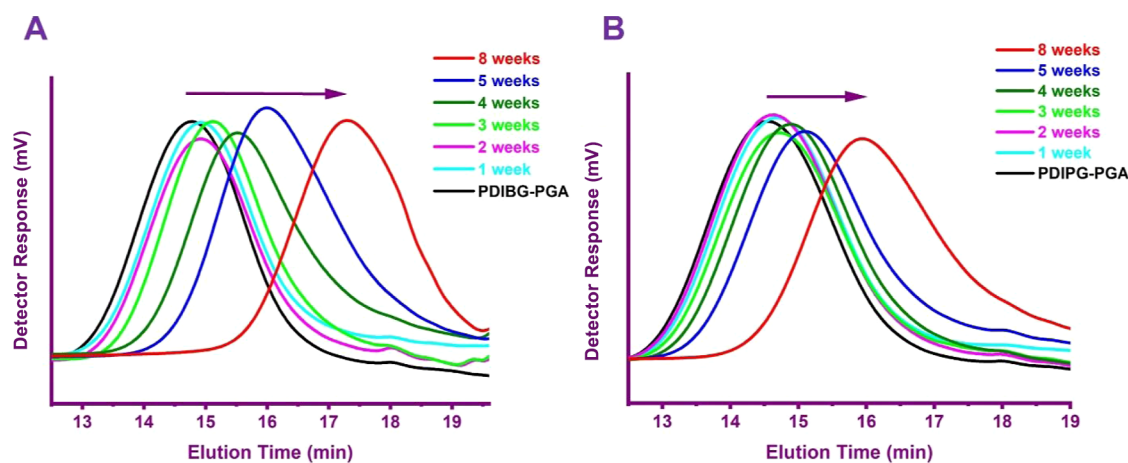 A
8 weeks
5 weeks
4 weeks
3 weeks
2 weeks
1 week
PDIBG-PGA
Detector Response (mV)
13 14 15 16 17 18 19
Elution Time (min)
B
8 weeks
5 weeks
4 weeks
3 weeks
2 weeks
1 week
PDIPG-PGA
Detector Response (mV)
13 14 15 16 17 18 19
Elution Time (min)